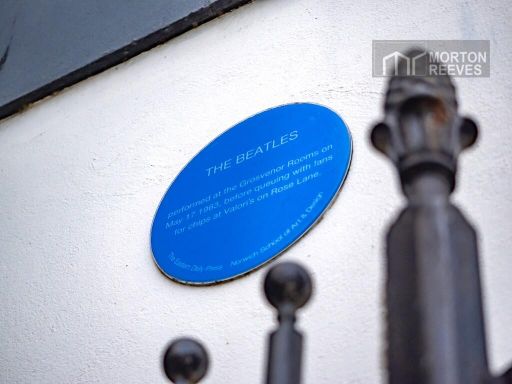 MORTON
REEVES
THE BEATLES
performed at the Grosvenor Rooms on
May 17 1963, before queuing with fans
for chips at Valori's on Rose Lane.
The Eastern Daily Press Norwich School of Art & Design